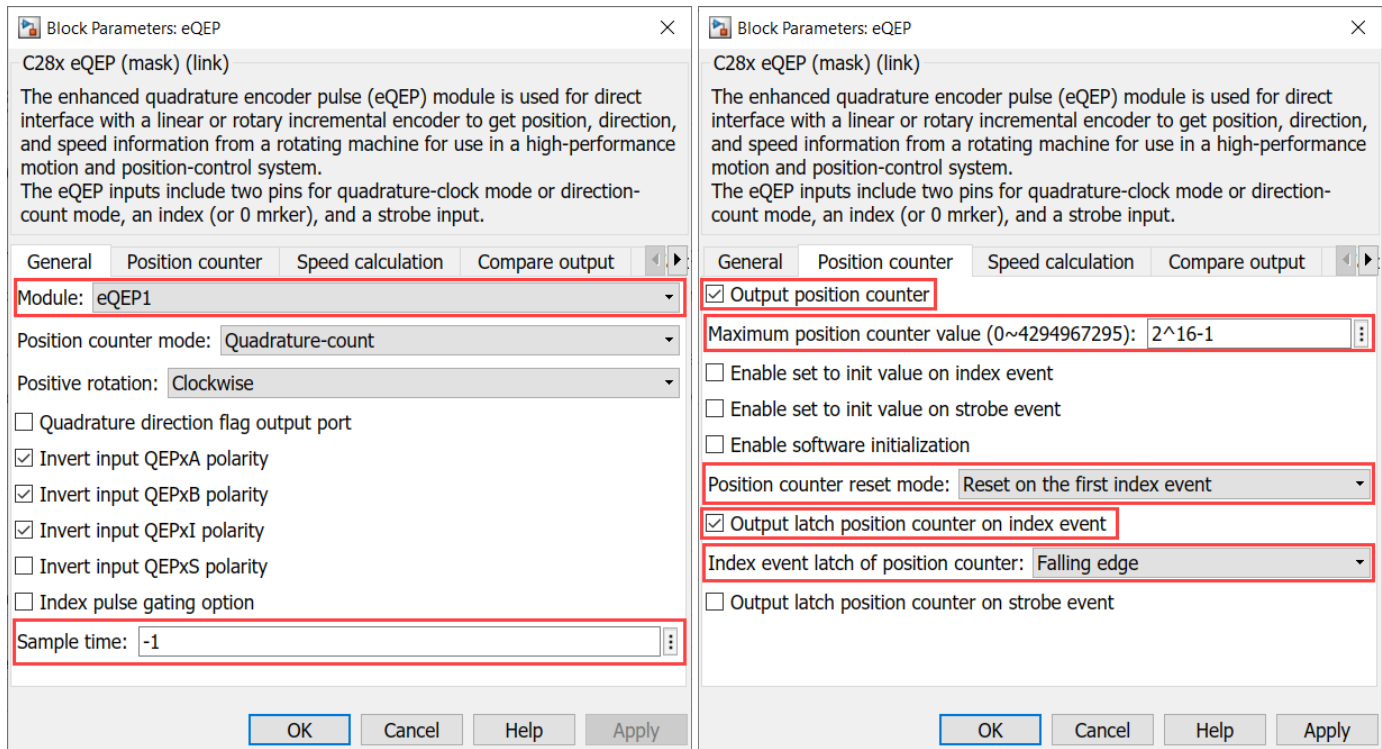 Block Parameters: eQEP
C28x eQEP (mask) (link)
The enhanced quadrature encoder pulse (eQEP) module is used for direct
interface with a linear or rotary incremental encoder to get position, direction,
and speed information from a rotating machine for use in a high-performance
motion and position-control system.
The eQEP inputs include two pins for quadrature-clock mode or direction-
count mode, an index (or 0 mrker), and a strobe input.
General Position counter Speed calculation Compare output
Module: eQEP1
Position counter mode: Quadrature-count
Positive rotation: Clockwise
Quadrature direction flag output port
Invert input QEPxA polarity
Invert input QEPxB polarity
Invert input QEPxI polarity
Invert input QEPxS polarity
Index pulse gating option
Sample time: -1
OK Cancel Help Apply
Block Parameters: eQEP
C28x eQEP (mask) (link)
The enhanced quadrature encoder pulse (eQEP) module is used for direct
interface with a linear or rotary incremental encoder to get position, direction,
and speed information from a rotating machine for use in a high-performance
motion and position-control system.
The eQEP inputs include two pins for quadrature-clock mode or direction-
count mode, an index (or 0 mrker), and a strobe input.
General Position counter Speed calculation Compare output
Output position counter
Maximum position counter value (0~4294967295): 2^16-1
Enable set to init value on index event
Enable set to init value on strobe event
Enable software initialization
Position counter reset mode: Reset on the first index event
Output latch position counter on index event
Index event latch of position counter: Falling edge
Output latch position counter on strobe event
OK Cancel Help Apply